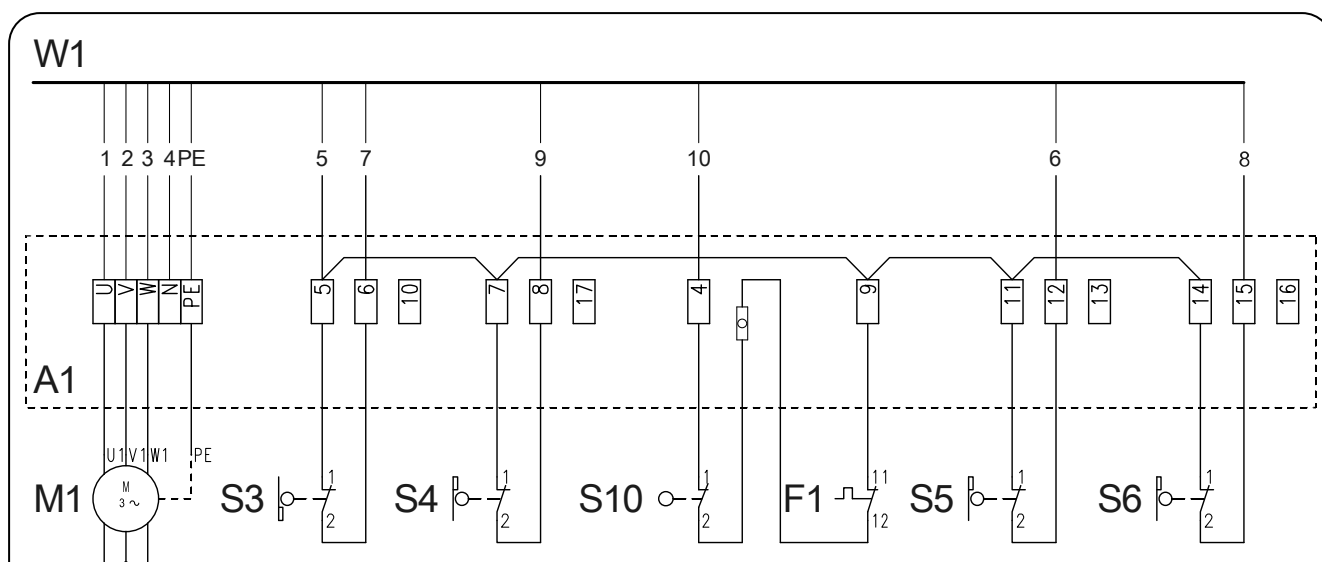 W1
1 2 3 4 PE 5 7 9 10 6 8
U V W N PE 5 6 10 7 8 17 4 9 11 12 13 14 15 16
A1
U1 V1 W1 PE
1 1 1 11 1 1
M1 M 3 ~ S3 S4 S10 F1 S5 S6
2 2 2 12 2 2